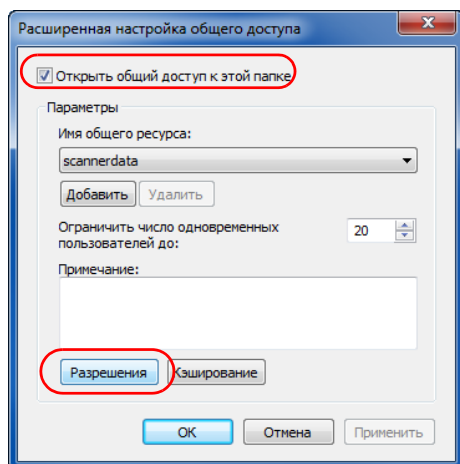 Расширенная настройка общего доступа
Открыть общий доступ к этой папке
Параметры
Имя общего ресурса:
scannerdata
Добавить Удалить
Ограничить число одновременных 20
пользователей до:
Примечание:
Разрешения Кэширование
ОК Отмена Применить